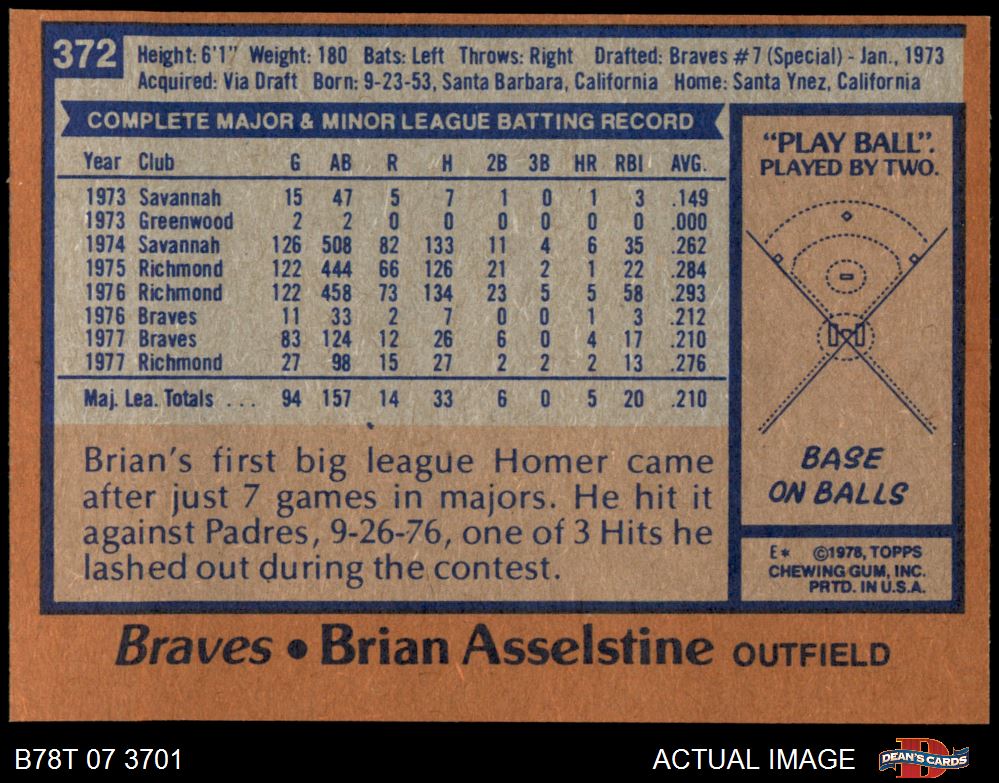 372
Height: 6'1" Weight: 180 Bats: Left Throws: Right Drafted: Braves #7 (Special) - Jan., 1973
Acquired: Via Draft Born: 9-23-53, Santa Barbara, California Home: Santa Ynez, California
COMPLETE MAJOR & MINOR LEAGUE BATTING RECORD
Year Club G AB R H 2B 3B HR RBI AVG.
1973 Savannah 15 47 5 7 1 0 1 3 .149
1973 Greenwood 2 2 0 0 0 0 0 0 .000
1974 Savannah 126 508 82 133 11 4 6 35 .262
1975 Richmond 122 444 66 126 21 2 1 22 .284
1976 Richmond 122 458 73 134 23 5 5 58 .293
1976 Braves 11 33 2 7 0 0 1 3 .212
1977 Braves 83 124 12 26 6 0 4 17 .210
1977 Richmond 27 98 15 27 2 2 2 13 .276
Maj. Lea. Totals ... 94 157 14 33 6 0 5 20 .210
Brian's first big league Homer came
after just 7 games in majors. He hit it
against Padres, 9-26-76, one of 3 Hits he
lashed out during the contest.
"PLAY BALL".
PLAYED BY TWO.
BASE
ON BALLS
E* ©1978, TOPPS
CHEWING GUM, INC.
PRTD. IN U.S.A.
Braves • Brian Asselstine OUTFIELD
B78T 07 3701
ACTUAL IMAGE
DEAN'S CARDS